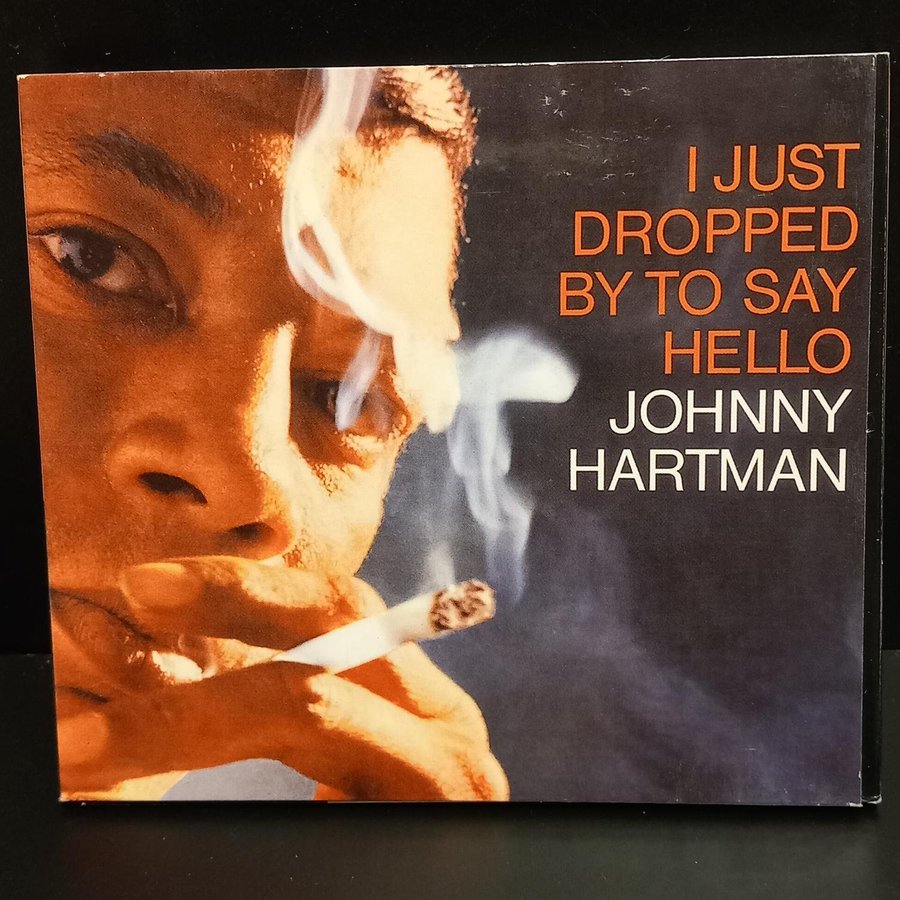 I JUST
DROPPED
BY TO SAY
HELLO
JOHNNY
HARTMAN